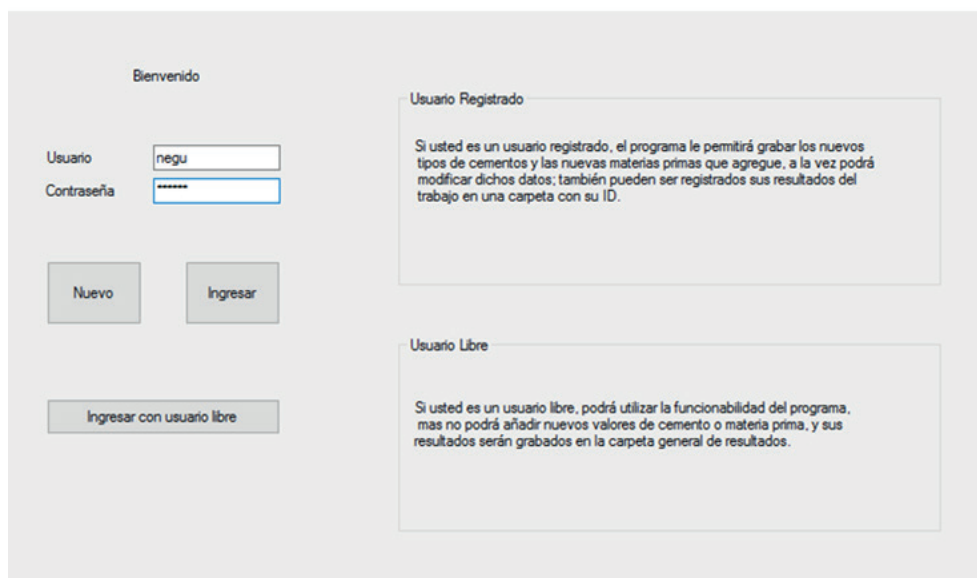 Bienvenido
Usuario
negu
Contraseña
******
Nuevo
Ingresar
Ingresar con usuario libre
Usuario Registrado
Si usted es un usuario registrado, el programa le permitirá grabar los nuevos
tipos de cementos y las nuevas materias primas que agregue, a la vez podrá
modificar dichos datos; también pueden ser registrados sus resultados del
trabajo en una carpeta con su ID.
Usuario Libre
Si usted es un usuario libre, podrá utilizar la funcionabilidad del programa,
mas no podrá añadir nuevos valores de cemento o materia prima, y sus
resultados serán grabados en la carpeta general de resultados.